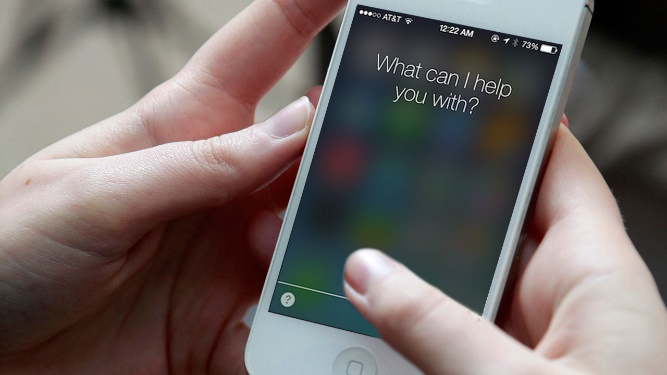 AT&T 12:22 AM 73%
What can I help
you with?
?